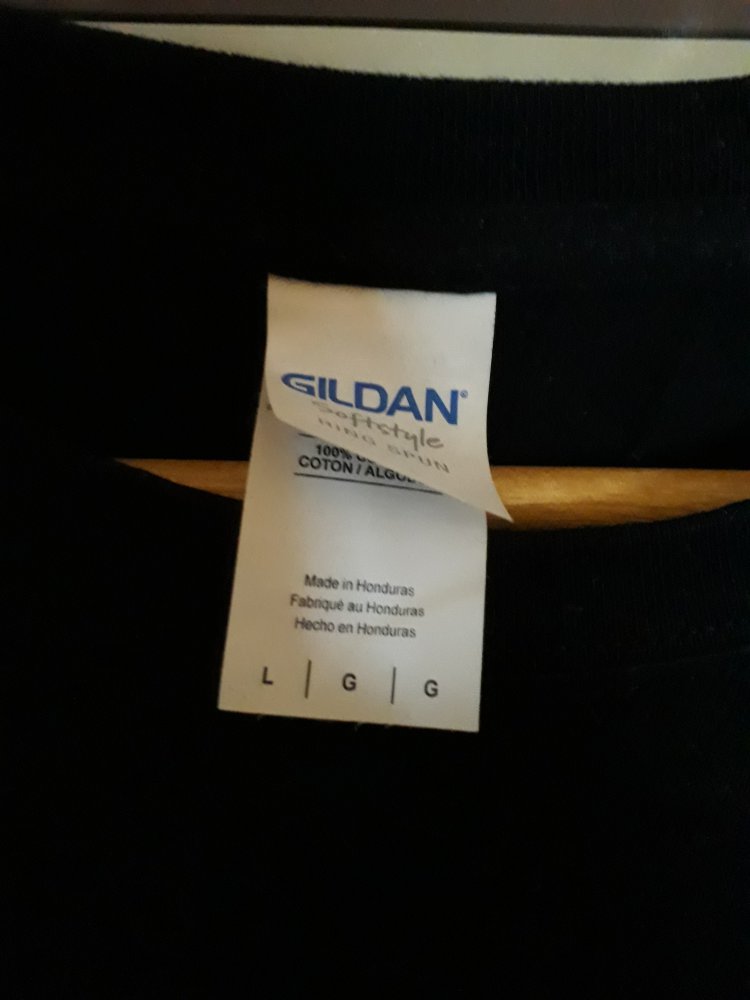 GILDAN®
Softstyle
RING SPUN
100%
COTON / ALGO
Made in Honduras
Fabriqué au Honduras
Hecho en Honduras
L | G | G